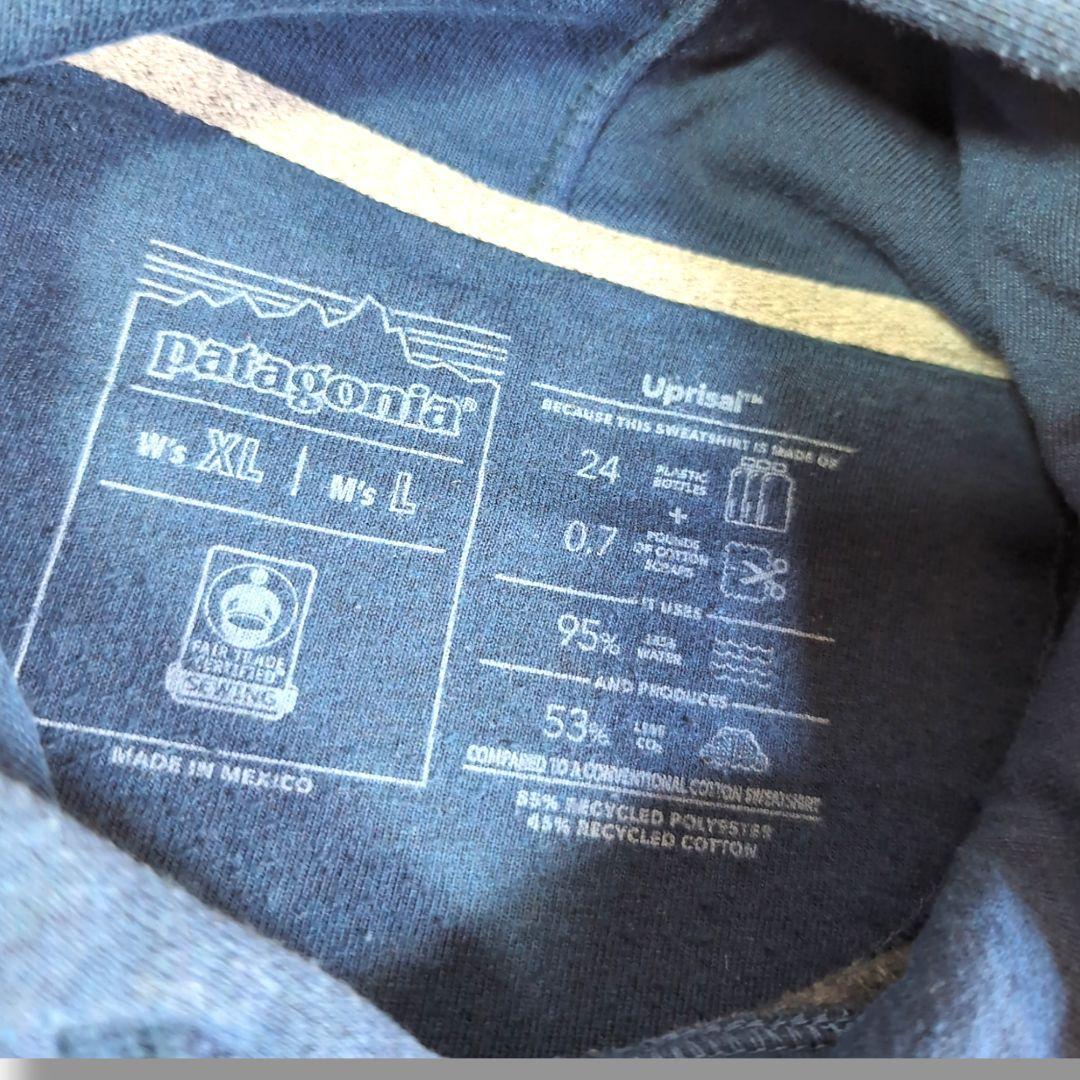 patagonia®
W's XL | M's L
FAIR TRADE
CERTIFIED
SEWING
MADE IN MEXICO
Uprisal™
BECAUSE THIS SWEATSHIRT IS MADE OF
24 PLASTIC
BOTTLES
+
0.7 POUNDS
OF COTTON
SCRAPS
IT USES
95% LESS
WATER
AND PRODUCES
53% LESS
CO₂
COMPARED TO A CONVENTIONAL COTTON SWEATSHIRT
55% RECYCLED POLYESTER
45% RECYCLED COTTON